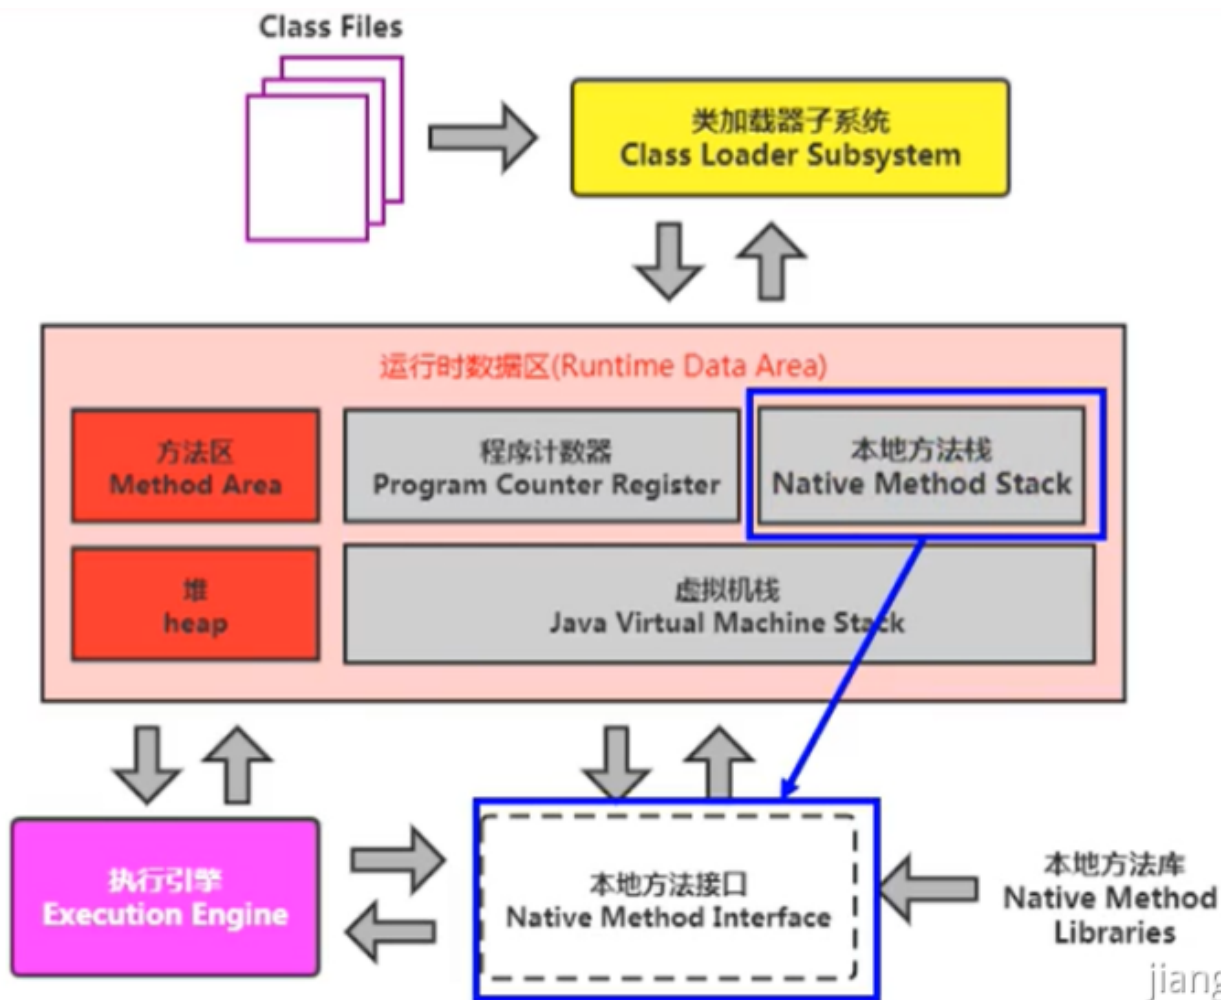 Class Files
类加载器子系统
Class Loader Subsystem
运行时数据区(Runtime Data Area)
方法区
Method Area
程序计数器
Program Counter Register
本地方法栈
Native Method Stack
堆
heap
虚拟机栈
Java Virtual Machine Stack
执行引擎
Execution Engine
本地方法接口
Native Method Interface
本地方法库
Native Method
Libraries
jiang